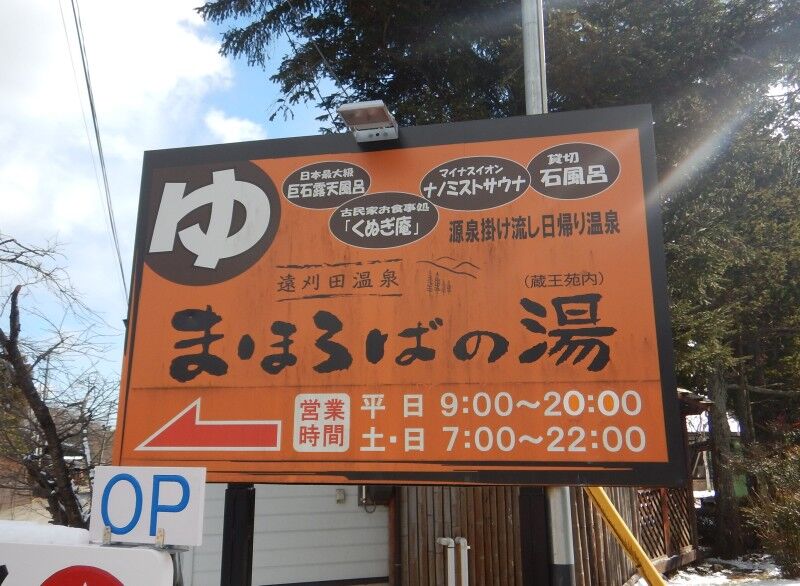 ゆ
日本最大級
巨石露天風呂
古民家お食事処
「くぬぎ庵」
マイナスイオン
ナノミストサウナ
貸切
石風呂
源泉掛け流し日帰り温泉
遠刈田温泉
(蔵王苑内)
まほろばの湯
営業
時間
平日 9:00〜20:00
土・日 7:00〜22:00
OP